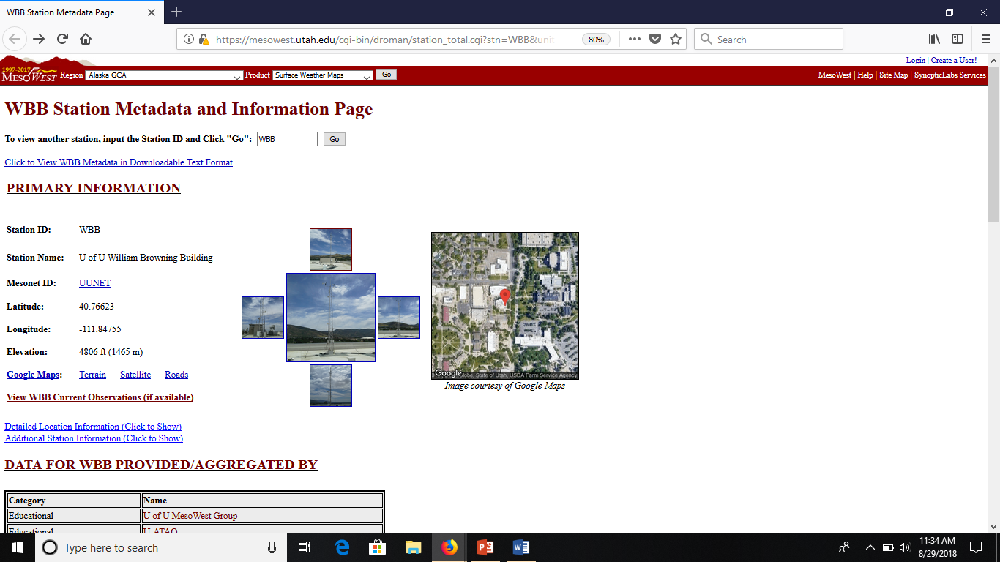 WBB Station Metadata Page
https://mesowest.utah.edu/cgi-bin/droman/station_total.cgi?stn=WBB&unit
80%
Search
Login | Create a User!
1997-2017
MESOWEST
Region Alaska GCA Product Surface Weather Maps Go
MesoWest | Help | Site Map | SynopticLabs Services
WBB Station Metadata and Information Page
To view another station, input the Station ID and Click "Go": WBB Go
Click to View WBB Metadata in Downloadable Text Format
PRIMARY INFORMATION
Station ID: WBB
Station Name: U of U William Browning Building
Mesonet ID: UUNET
Latitude: 40.76623
Longitude: -111.84755
Elevation: 4806 ft (1465 m)
Google Maps: Terrain Satellite Roads
View WBB Current Observations (if available)
Google
Globe, State of Utah, USDA Farm Service Agency
Image courtesy of Google Maps
Detailed Location Information (Click to Show)
Additional Station Information (Click to Show)
DATA FOR WBB PROVIDED/AGGREGATED BY
Category Name
Educational U of U MesoWest Group
Educational U-ATAQ
Type here to search
11:34 AM
8/29/2018